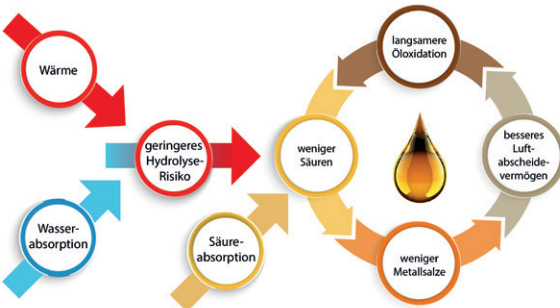 Wärme
geringeres
Hydrolyse-
Risiko
Wasser-
absorption
Säure-
absorption
weniger
Säuren
langsamere
Öloxidation
besseres
Luft-
abscheide-
vermögen
weniger
Metallsalze